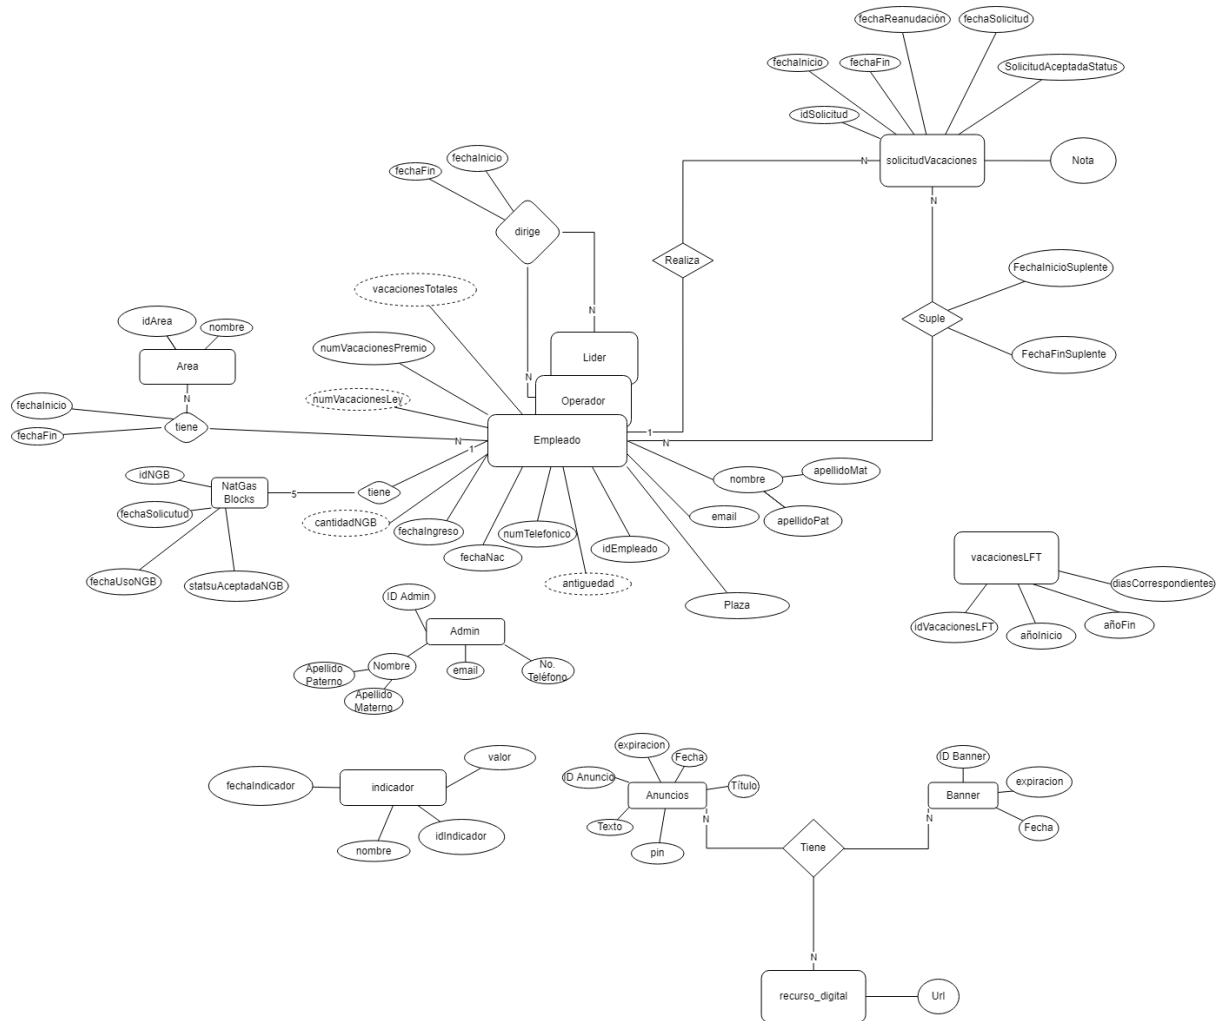 fechaReanudación
fechaSolicitud
fechaInicio
fechaFin
SolicitudAceptadaStatus
idSolicitud
solicitudVacaciones
N
Nota
fechaInicio
fechaFin
dirige
N
Realiza
FechaInicioSuplente
vacacionesTotales
Suple
FechaFinSuplente
N
idArea
nombre
numVacacionesPremio
Lider
Area
N
N
Operador
numVacacionesLey
fechaInicio
tiene
fechaFin
N
Empleado
1
N
1
idNGB
NatGas
Blocks
5
tiene
nombre
apellidoMat
fechaSolicutud
cantidadNGB
fechaIngreso
numTelefonico
email
apellidoPat
idEmpleado
fechaNac
vacacionesLFT
fechaUsoNGB
statsuAceptadaNGB
antiguedad
diasCorrespondientes
ID Admin
Plaza
idVacacionesLFT
añoInicio
añoFin
Admin
Nombre
email
No.
Teléfono
Apellido
Paterno
Apellido
Materno
expiracion
Fecha
ID Banner
valor
fechaIndicador
indicador
ID Anuncio
Título
expiracion
Anuncios
Banner
Texto
N
N
Fecha
idIndicador
nombre
pin
Tiene
N
recurso_digital
Url